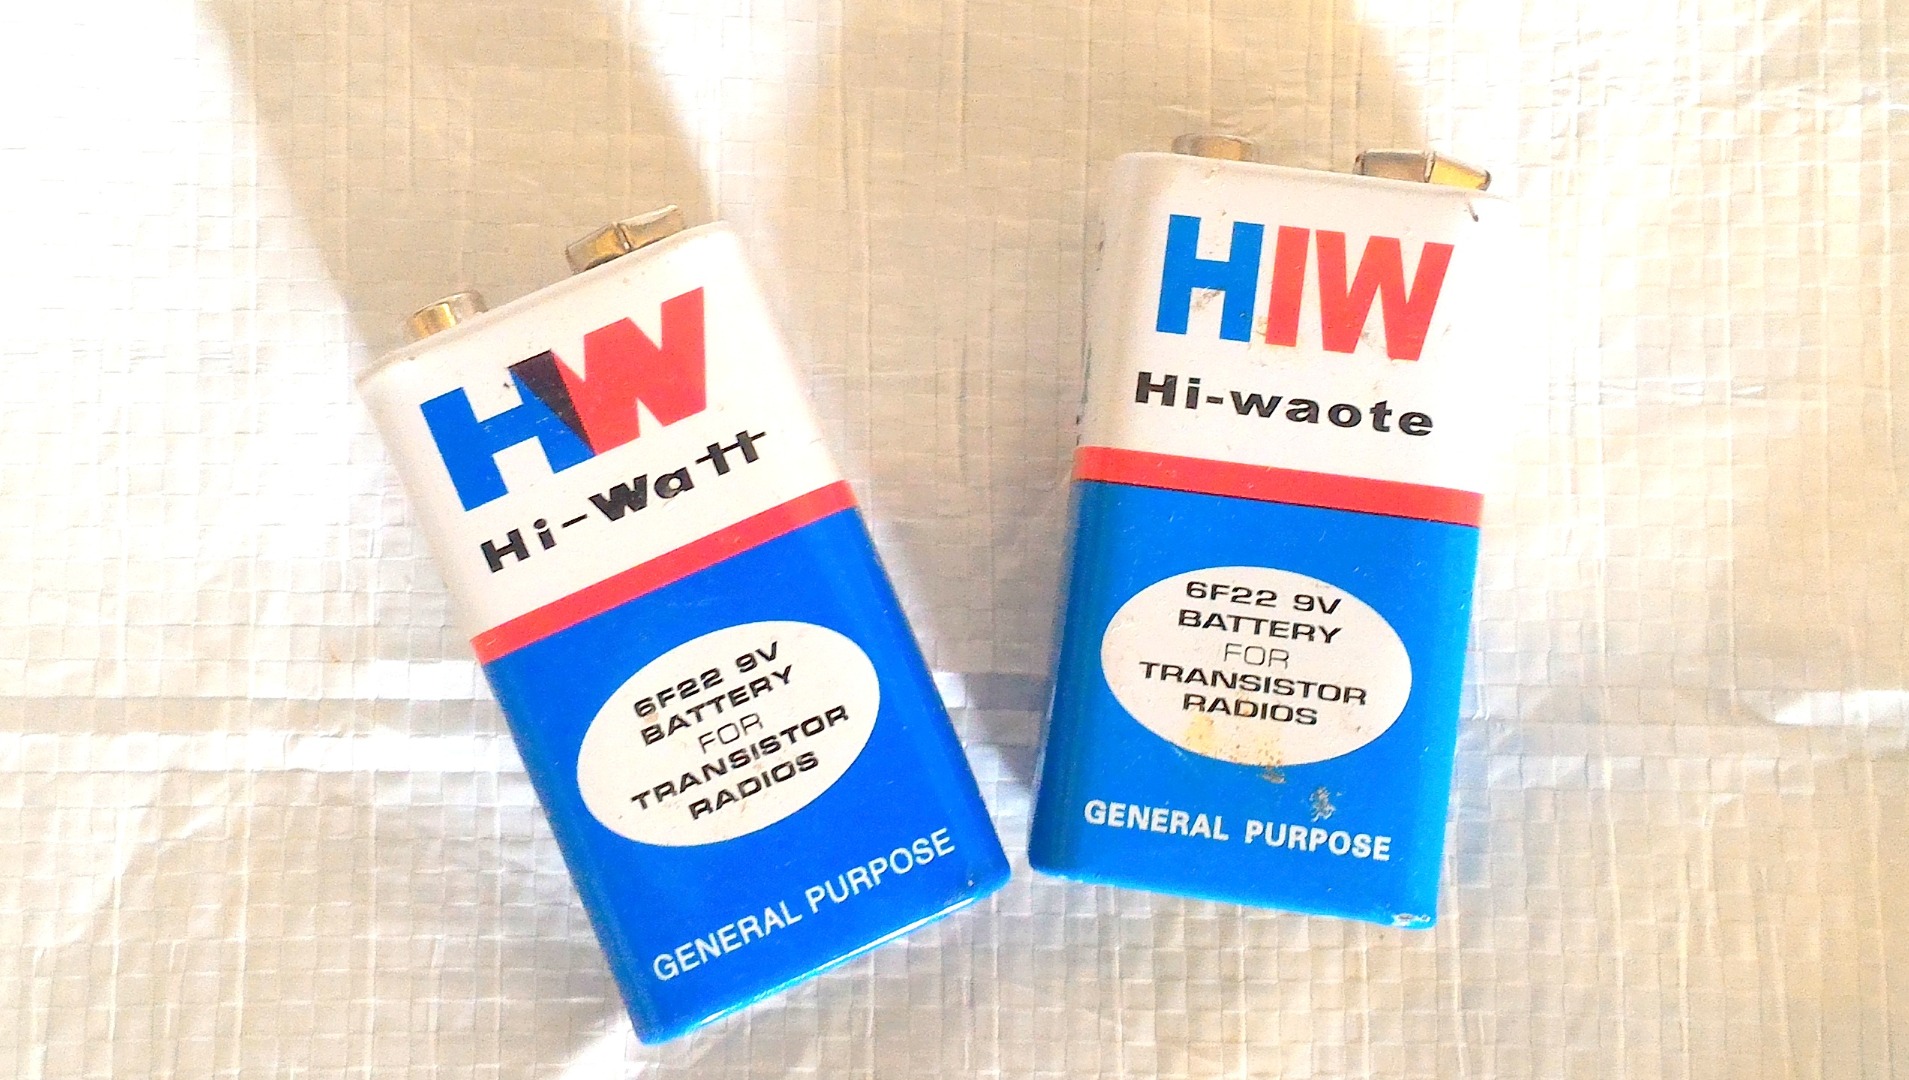 HW
Hi-Watt
6F22 9V
BATTERY
FOR
TRANSISTOR
RADIOS
GENERAL PURPOSE
HIW
Hi-waote
6F22 9V
BATTERY
FOR
TRANSISTOR
RADIOS
GENERAL PURPOSE